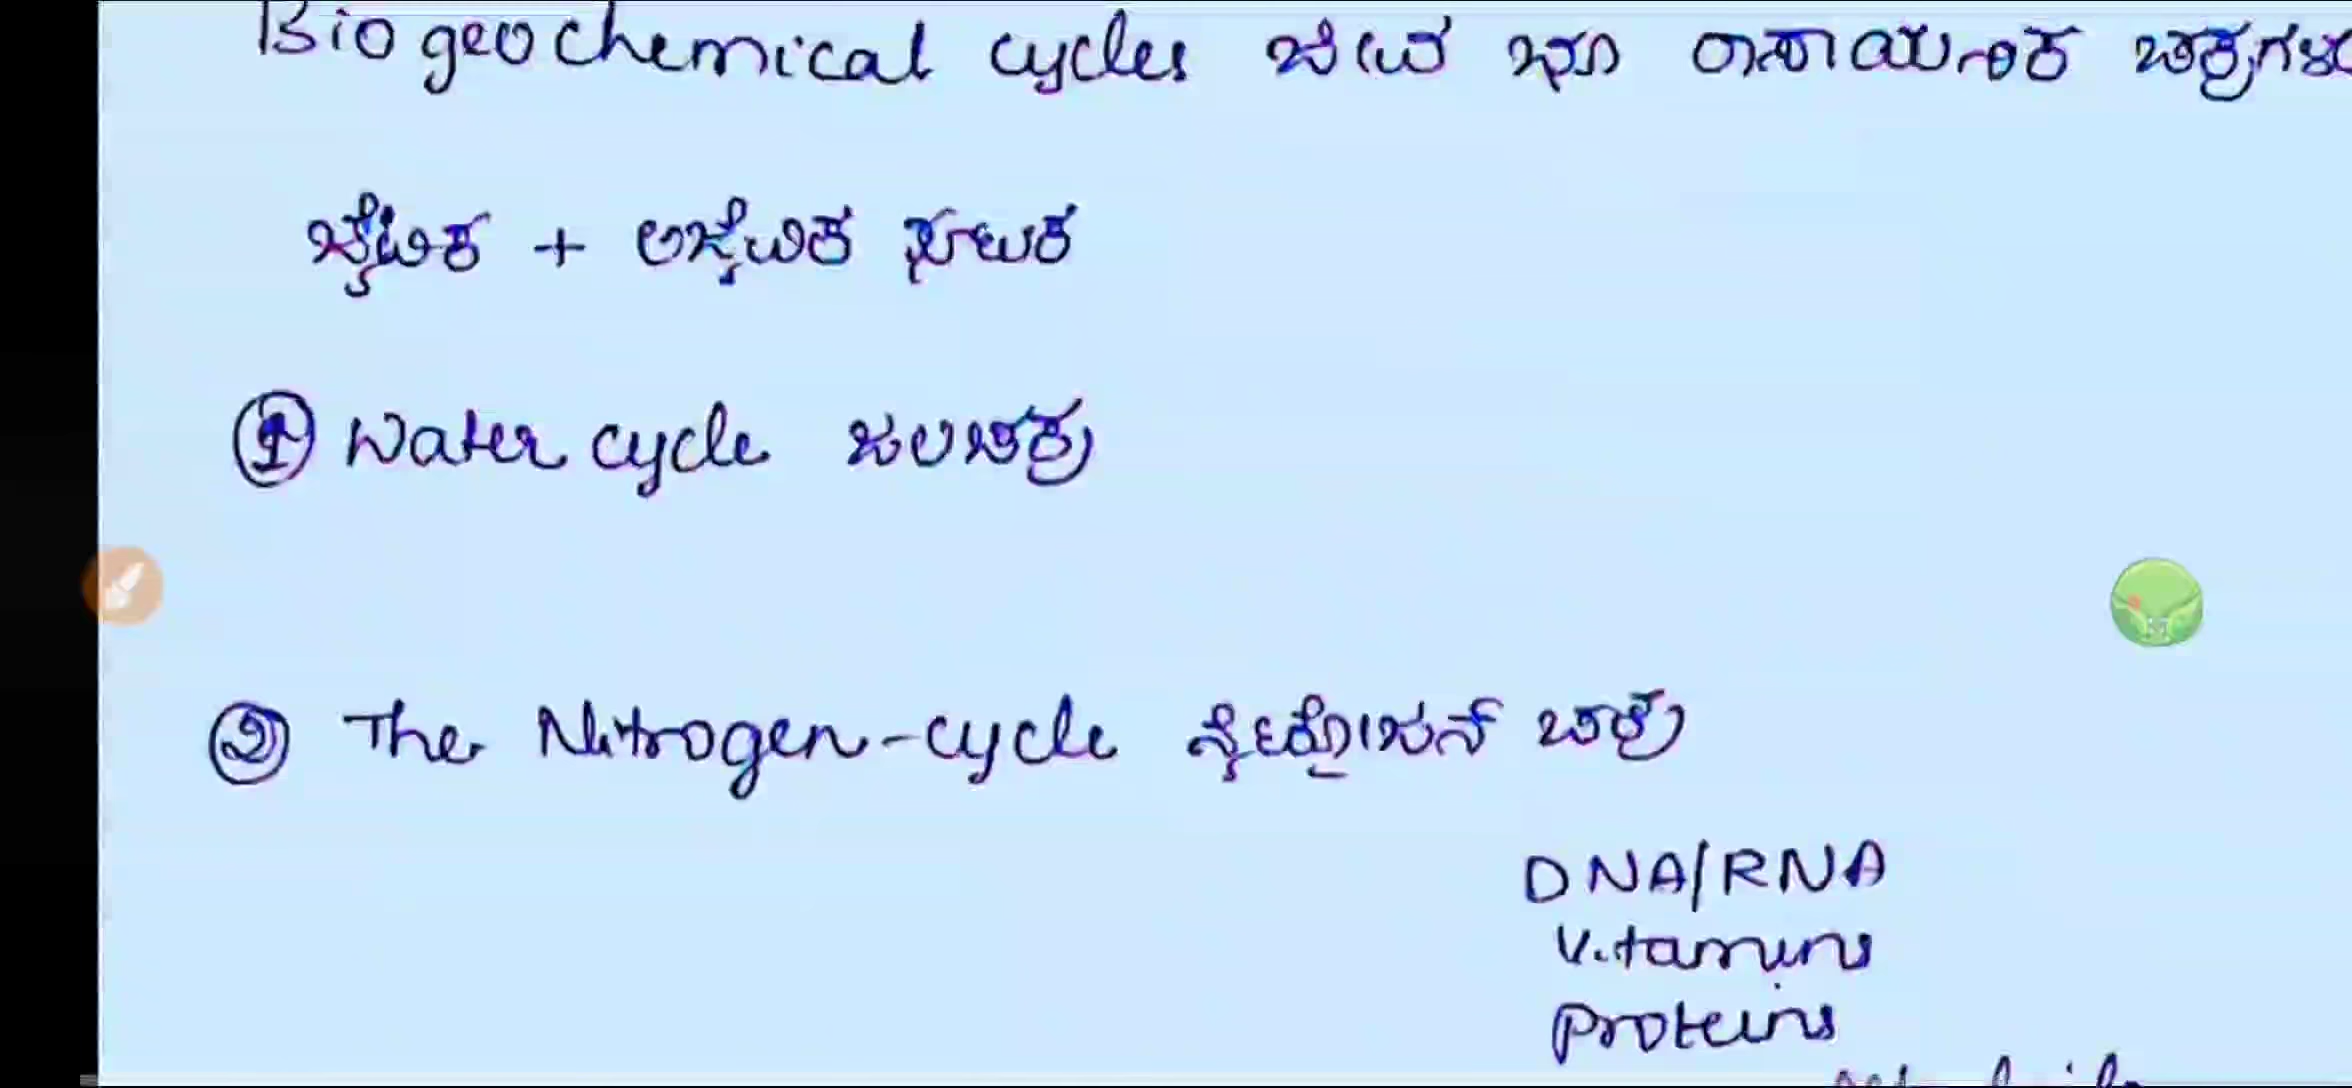 Biogeochemical cycles ಜೀವ ಭೂ ರಾಸಾಯನಿಕ ಚಕ್ರಗಳು
ಜೈವಿಕ + ಅಜೈವಿಕ ಘಟಕ
① Water cycle ಜಲಚಕ್ರ
② The Nitrogen-cycle ನೈಟ್ರೋಜನ್ ಚಕ್ರ
DNA/RNA
Vitamins
Proteins